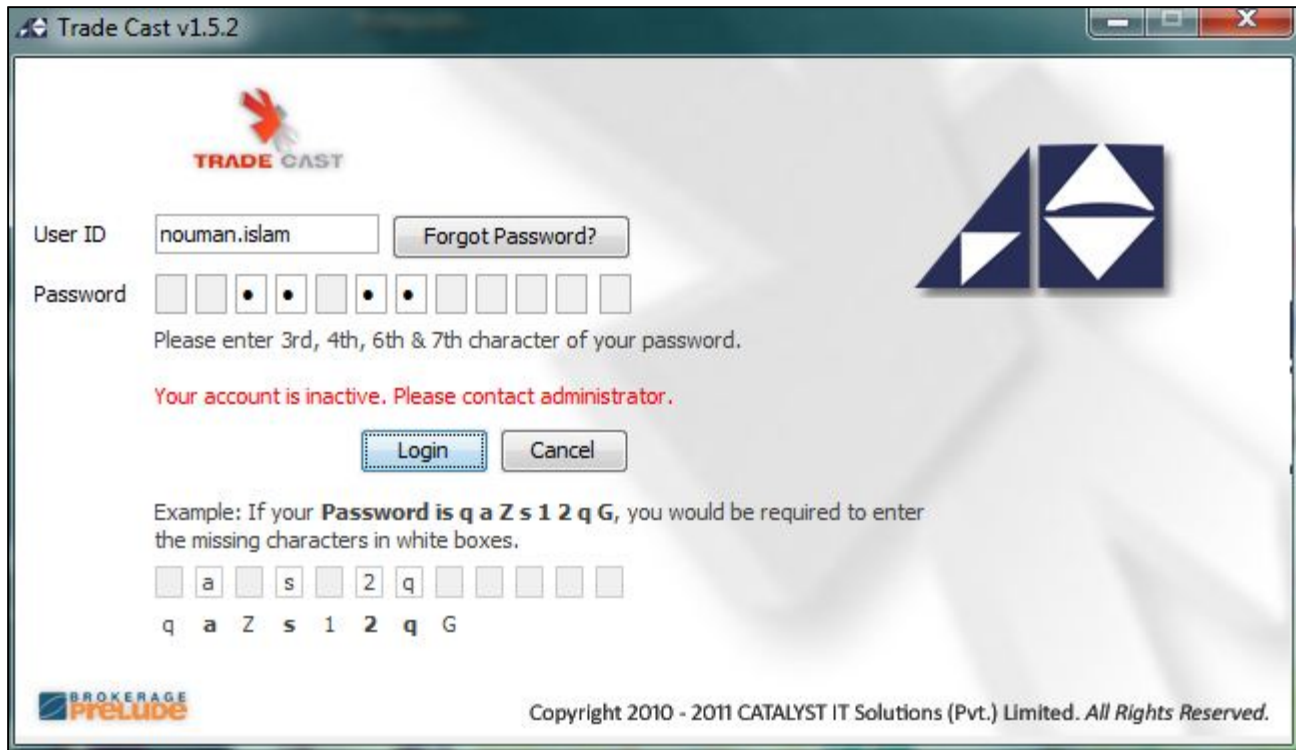 Trade Cast v1.5.2
TRADE CAST
User ID nouman.islam Forgot Password?
Password
Please enter 3rd, 4th, 6th & 7th character of your password.
Your account is inactive. Please contact administrator.
Login Cancel
Example: If your Password is q a Z s 1 2 q G, you would be required to enter
the missing characters in white boxes.
a s 2 q
q a Z s 1 2 q G
BROKERAGE
PRELUDE
Copyright 2010 - 2011 CATALYST IT Solutions (Pvt.) Limited. All Rights Reserved.